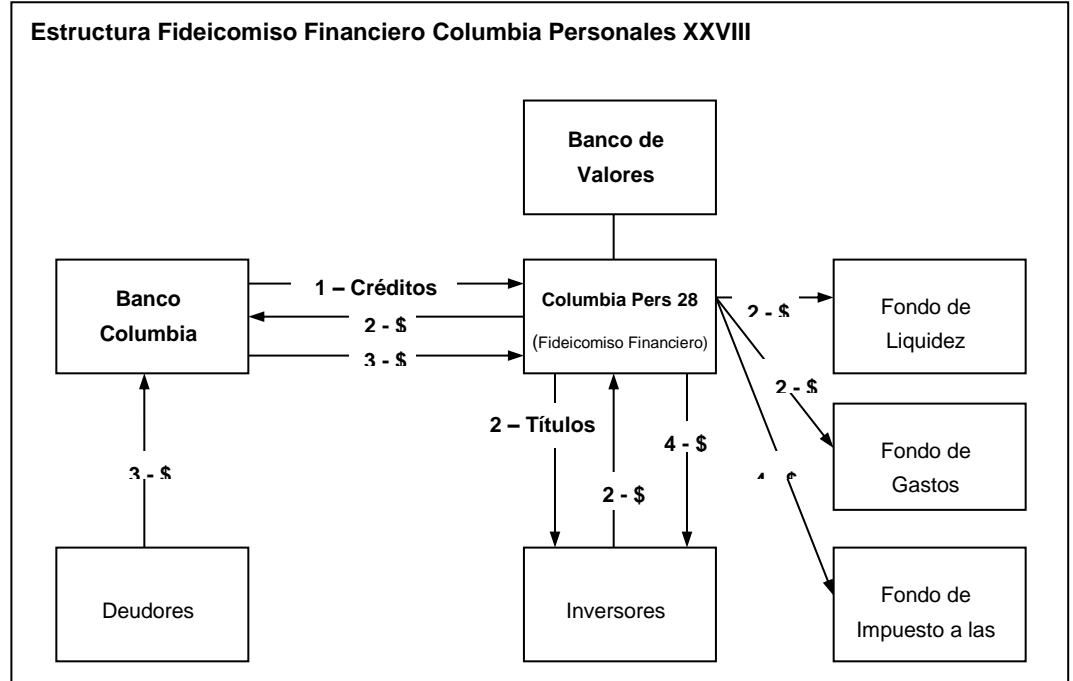 Estructura Fideicomiso Financiero Columbia Personales XXVIII
Banco de
Valores
Banco
Columbia
1 – Créditos
2 - $
3 - $
Columbia Pers 28
(Fideicomiso Financiero)
2 - $
Fondo de
Liquidez
2 - $
Fondo de
Gastos
4 - $
Fondo de
Impuesto a las
2 – Títulos
4 - $
2 - $
3 - $
Deudores
Inversores